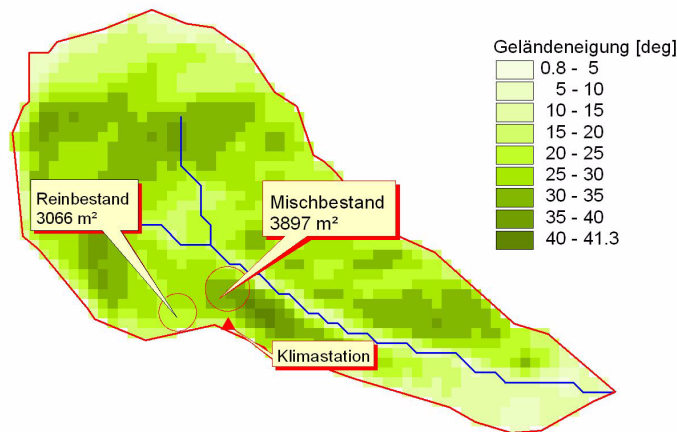 Geländeneigung [deg]
0.8 - 5
5 - 10
10 - 15
15 - 20
20 - 25
25 - 30
30 - 35
35 - 40
40 - 41.3
Reinbestand
3066 m²
Mischbestand
3897 m²
Klimastation